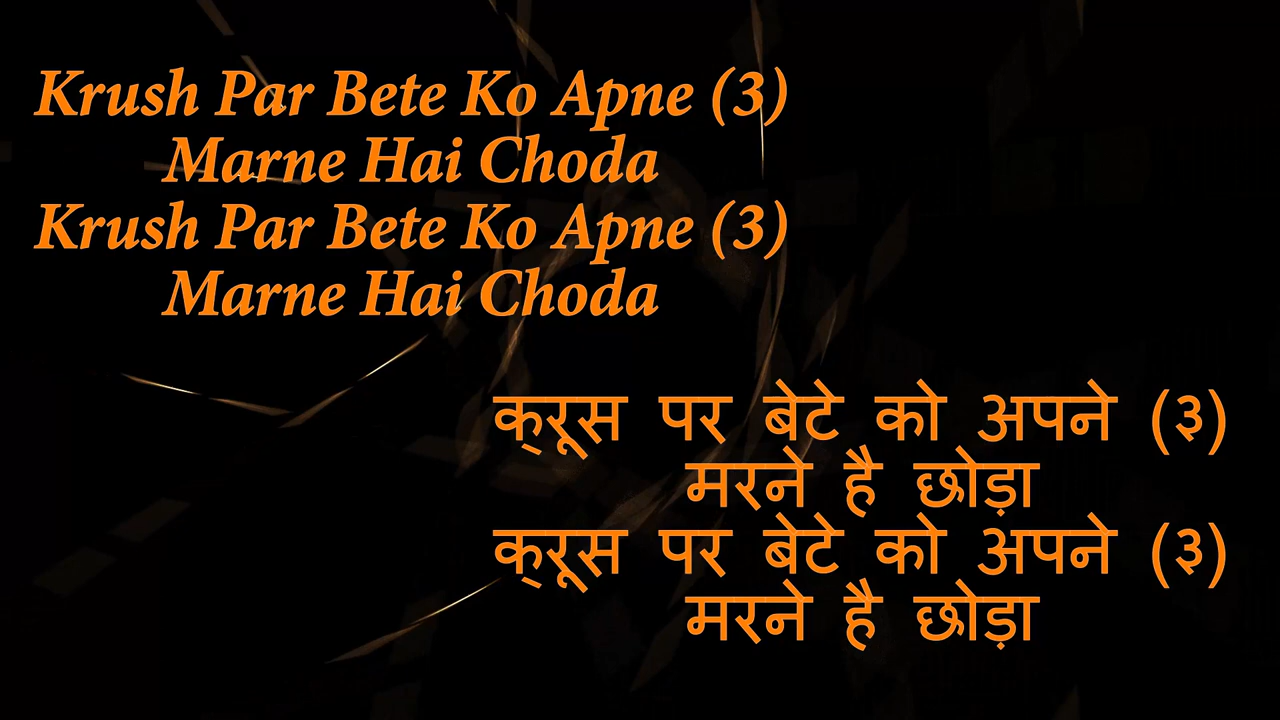 Krush Par Bete Ko Apne (3)
Marne Hai Choda
Krush Par Bete Ko Apne (3)
Marne Hai Choda
क्रूस पर बेटे को अपने (३)
मरने है छोड़ा
क्रूस पर बेटे को अपने (३)
मरने है छोड़ा